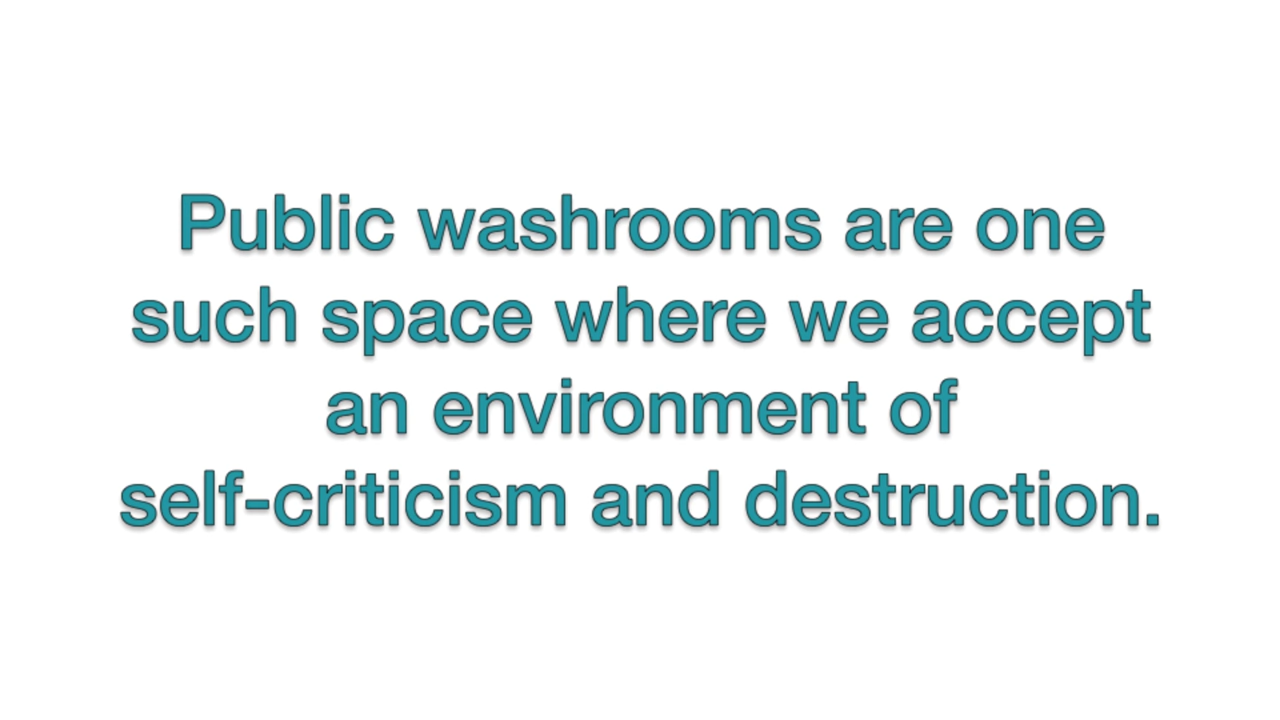 Public washrooms are one
such space where we accept
an environment of
self-criticism and destruction.